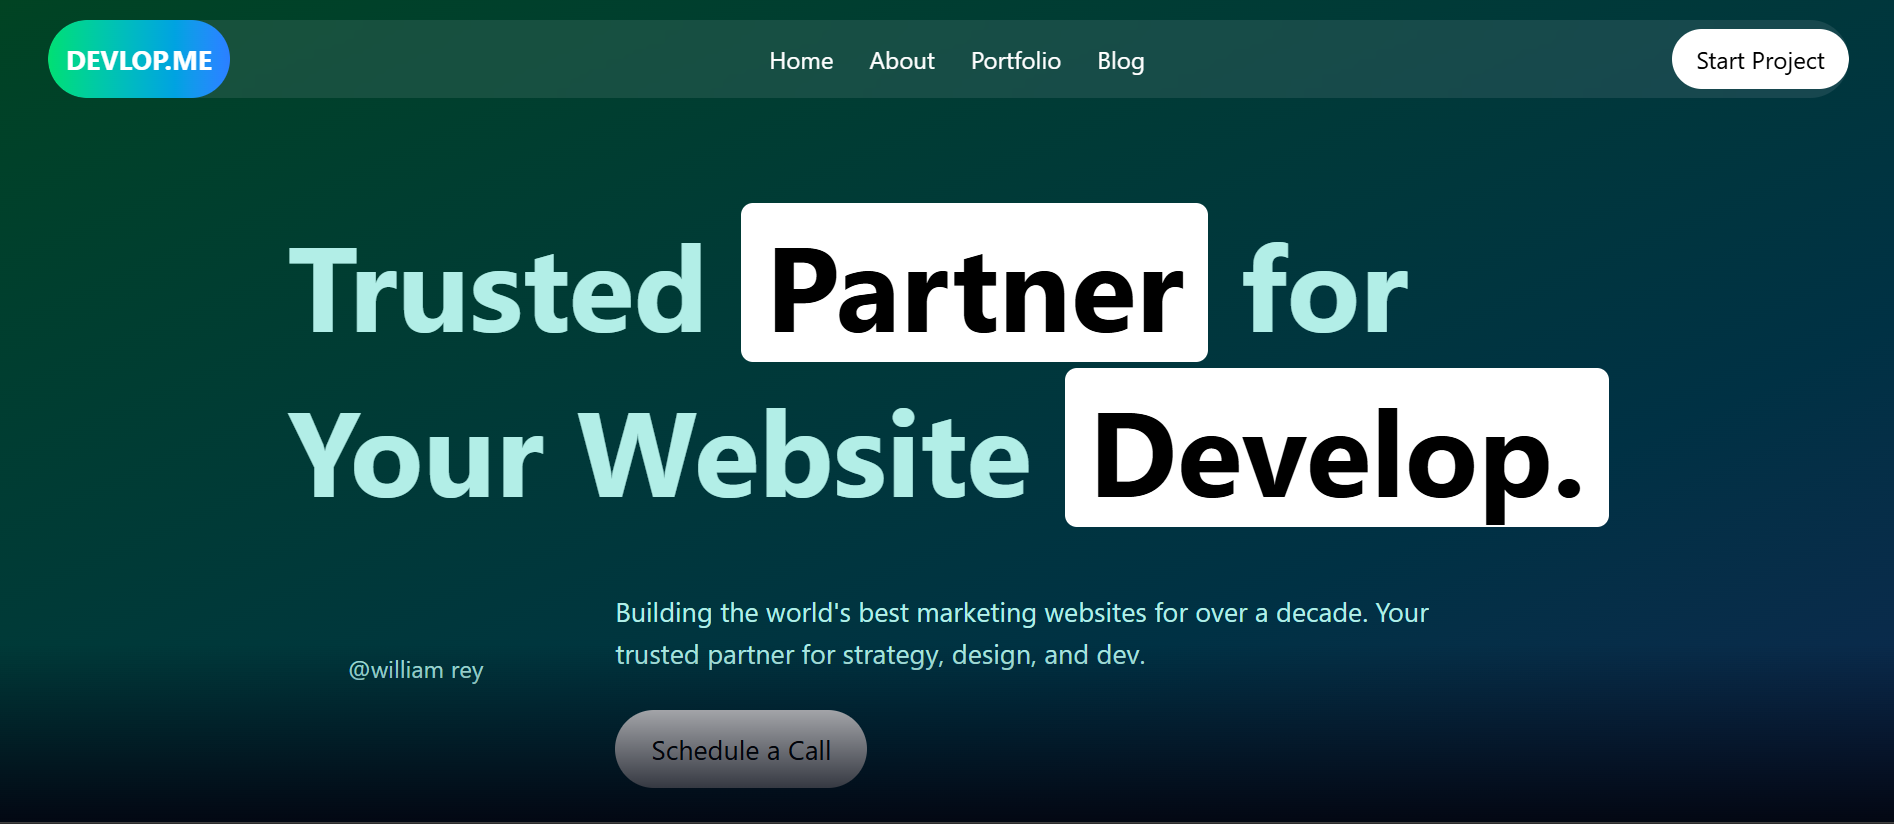 DEVLOP.ME
Home About Portfolio Blog
Start Project
Trusted Partner for
Your Website Develop.
Building the world's best marketing websites for over a decade. Your
trusted partner for strategy, design, and dev.
@william rey
Schedule a Call